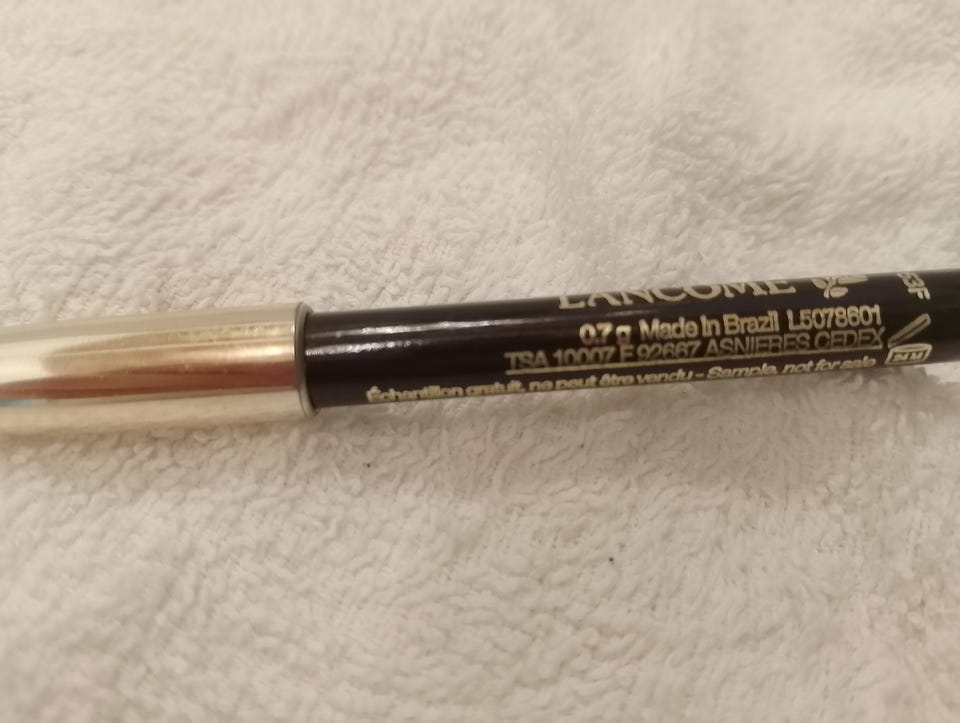 LANCOME
0.7 g Made in Brazil L5078601
TSA 10007 F 92667 ASNIERES CEDEX
24 M
Échantillon gratuit, ne peut être vendu - Sample, not for sale